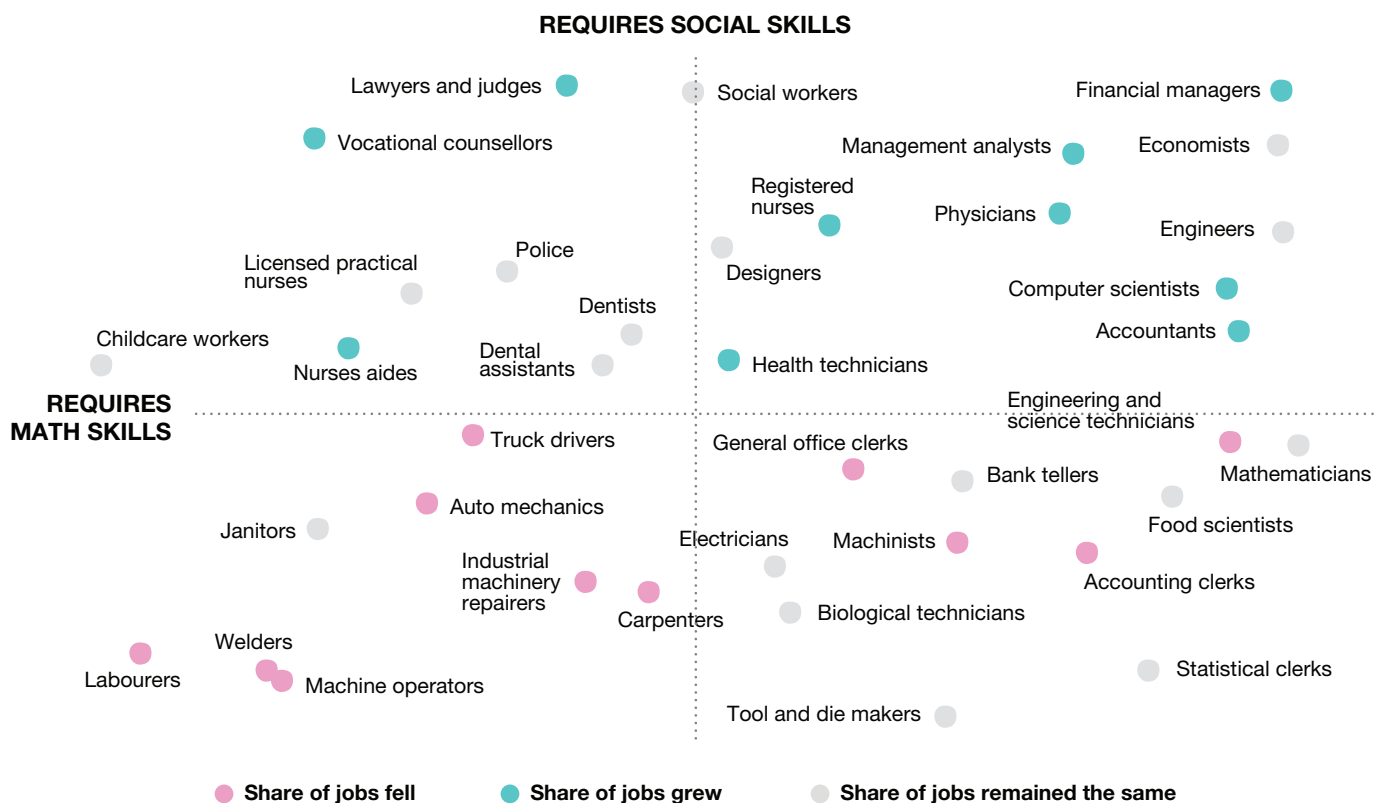 REQUIRES SOCIAL SKILLS
Lawyers and judges
Social workers
Financial managers
Vocational counsellors
Management analysts
Economists
Registered
nurses
Physicians
Engineers
Police
Licensed practical
nurses
Designers
Computer scientists
Dentists
Childcare workers
Accountants
Nurses aides
Dental
assistants
Health technicians
REQUIRES
MATH SKILLS
Engineering and
science technicians
Truck drivers
General office clerks
Bank tellers
Mathematicians
Auto mechanics
Food scientists
Janitors
Electricians
Machinists
Industrial
machinery
repairers
Accounting clerks
Carpenters
Biological technicians
Welders
Labourers
Machine operators
Statistical clerks
Tool and die makers
Share of jobs fell
Share of jobs grew
Share of jobs remained the same